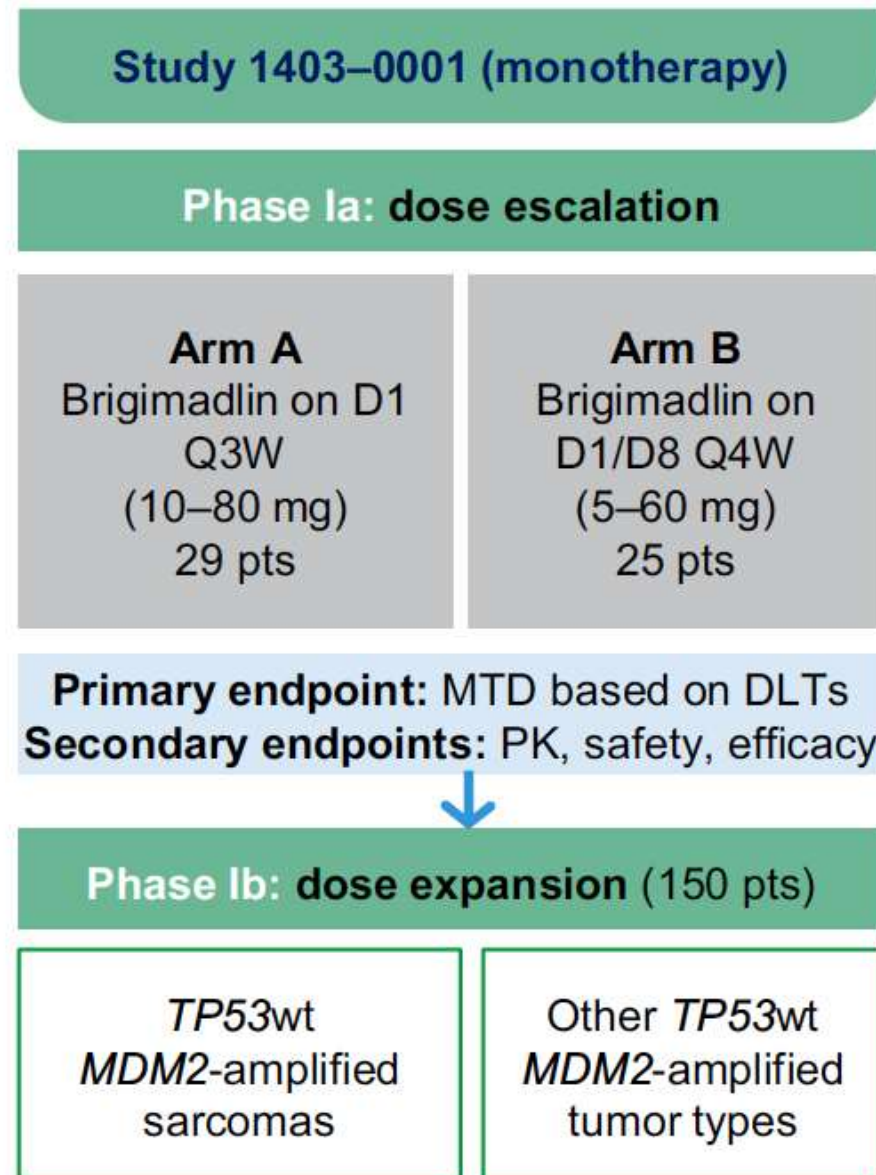 Study 1403–0001 (monotherapy)
Phase Ia: dose escalation
Arm A
Brigimadlin on D1
Q3W
(10–80 mg)
29 pts
Arm B
Brigimadlin on
D1/D8 Q4W
(5–60 mg)
25 pts
Primary endpoint: MTD based on DLTs
Secondary endpoints: PK, safety, efficacy
Phase Ib: dose expansion (150 pts)
TP53wt
MDM2-amplified
sarcomas
Other TP53wt
MDM2-amplified
tumor types